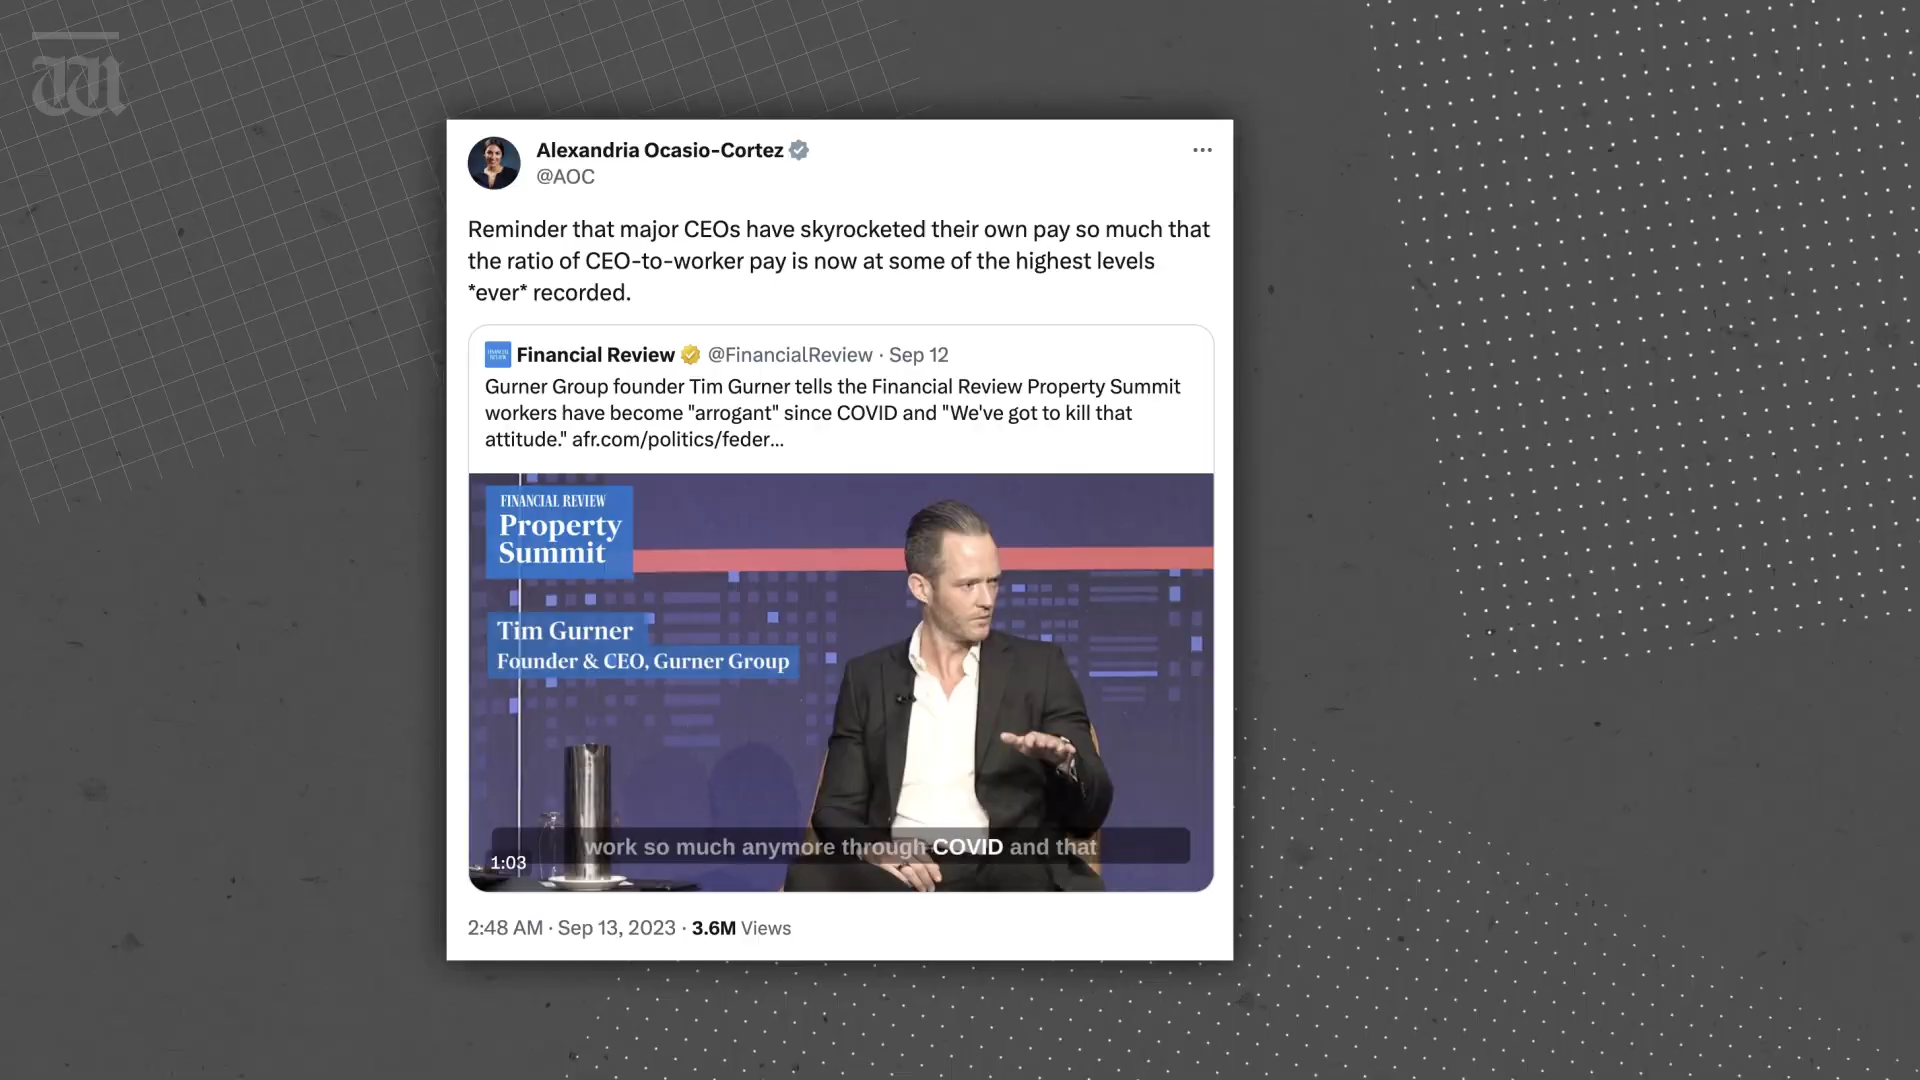 Alexandria Ocasio-Cortez
@AOC
Reminder that major CEOs have skyrocketed their own pay so much that
the ratio of CEO-to-worker pay is now at some of the highest levels
*ever* recorded.
FINANCIAL REVIEW
Financial Review @FinancialReview · Sep 12
Gurner Group founder Tim Gurner tells the Financial Review Property Summit
workers have become "arrogant" since COVID and "We've got to kill that
attitude." afr.com/politics/feder...
FINANCIAL REVIEW
Property
Summit
Tim Gurner
Founder & CEO, Gurner Group
work so much anymore through COVID and that
1:03
2:48 AM · Sep 13, 2023 · 3.6M Views